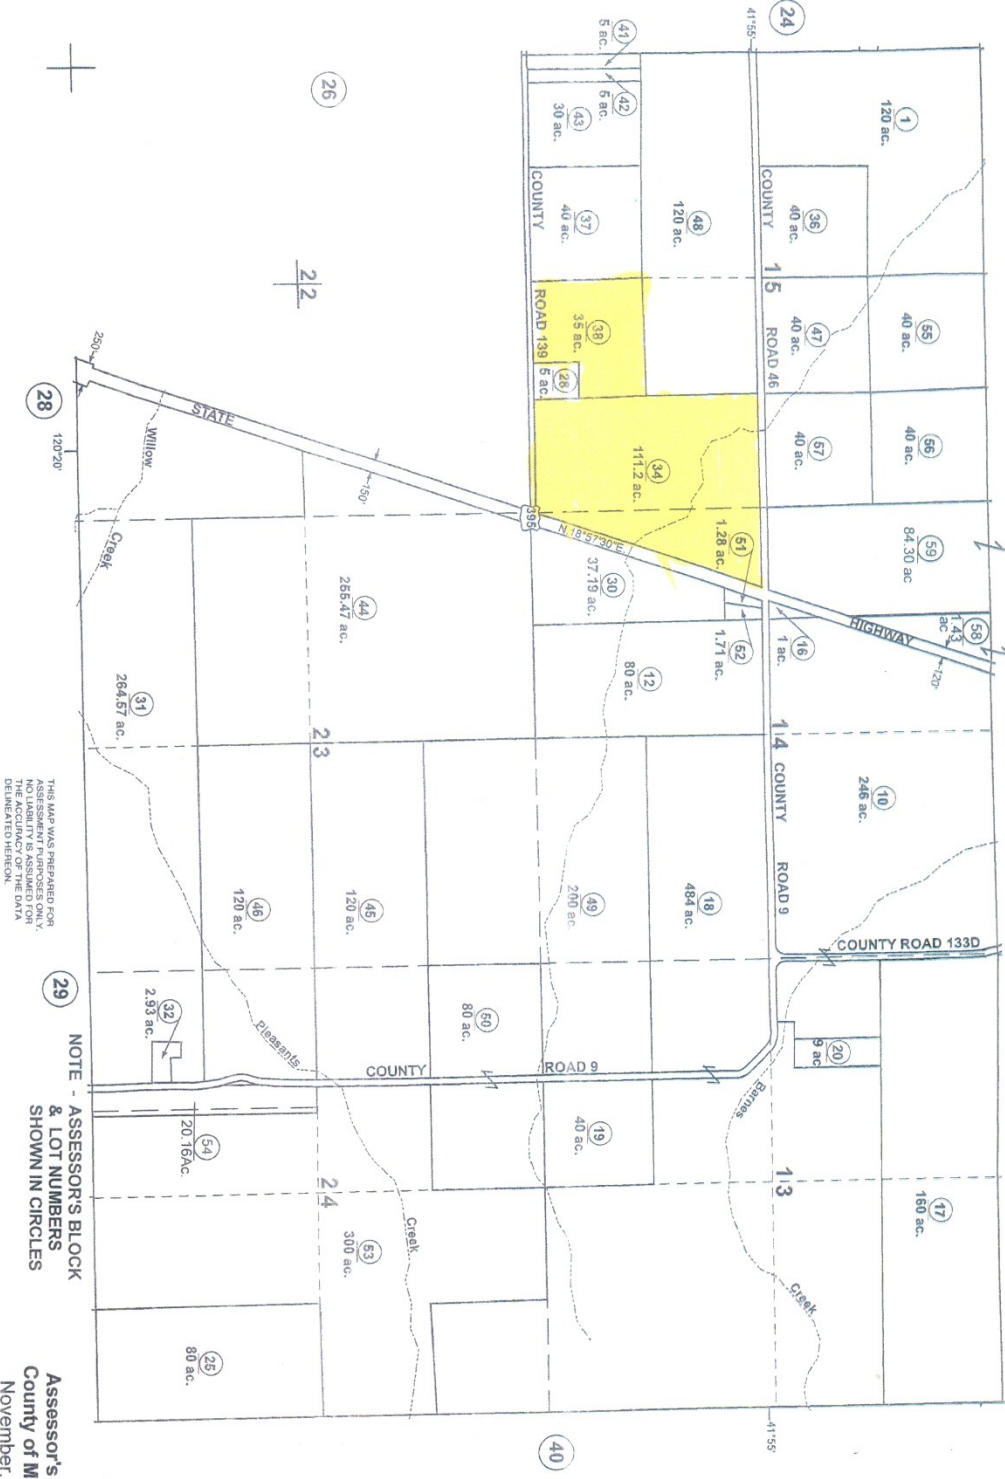 24
41°55'
1
120 ac.
41
5 ac.
42
5 ac.
43
30 ac.
26
COUNTY
37
40 ac.
48
120 ac.
COUNTY
36
40 ac.
15
ROAD 46
47
40 ac.
55
40 ac.
22
ROAD 139
38
35 ac.
28
5 ac.
57
40 ac.
56
40 ac.
34
111.2 ac.
250'
STATE
150'
395
N 18°57'30"E
51
1.28 ac.
59
84.30 ac
58
1.43
ac
HIGHWAY
120'
28
120°20'
Willow
Creek
44
255.47 ac.
30
37.19 ac.
52
1.71 ac.
16
1 ac.
12
80 ac.
31
264.57 ac.
23
14
COUNTY
ROAD 9
10
246 ac.
46
120 ac.
45
120 ac.
49
200 ac.
18
484 ac.
COUNTY ROAD 133D
32
2.93 ac.
Pleasants
Creek
50
80 ac.
COUNTY
ROAD 9
20
9 ac
Barnes
Creek
54
20.16Ac.
19
40 ac.
24
13
17
160 ac.
53
300 ac.
25
80 ac.
40
41°55'
THIS MAP WAS PREPARED FOR
ASSESSMENT PURPOSES ONLY.
NO LIABILITY IS ASSUMED FOR
THE ACCURACY OF THE DATA
DELINEATED HEREON.
29
NOTE - ASSESSOR'S BLOCK
& LOT NUMBERS
SHOWN IN CIRCLES
Assessor's
County of M
November,